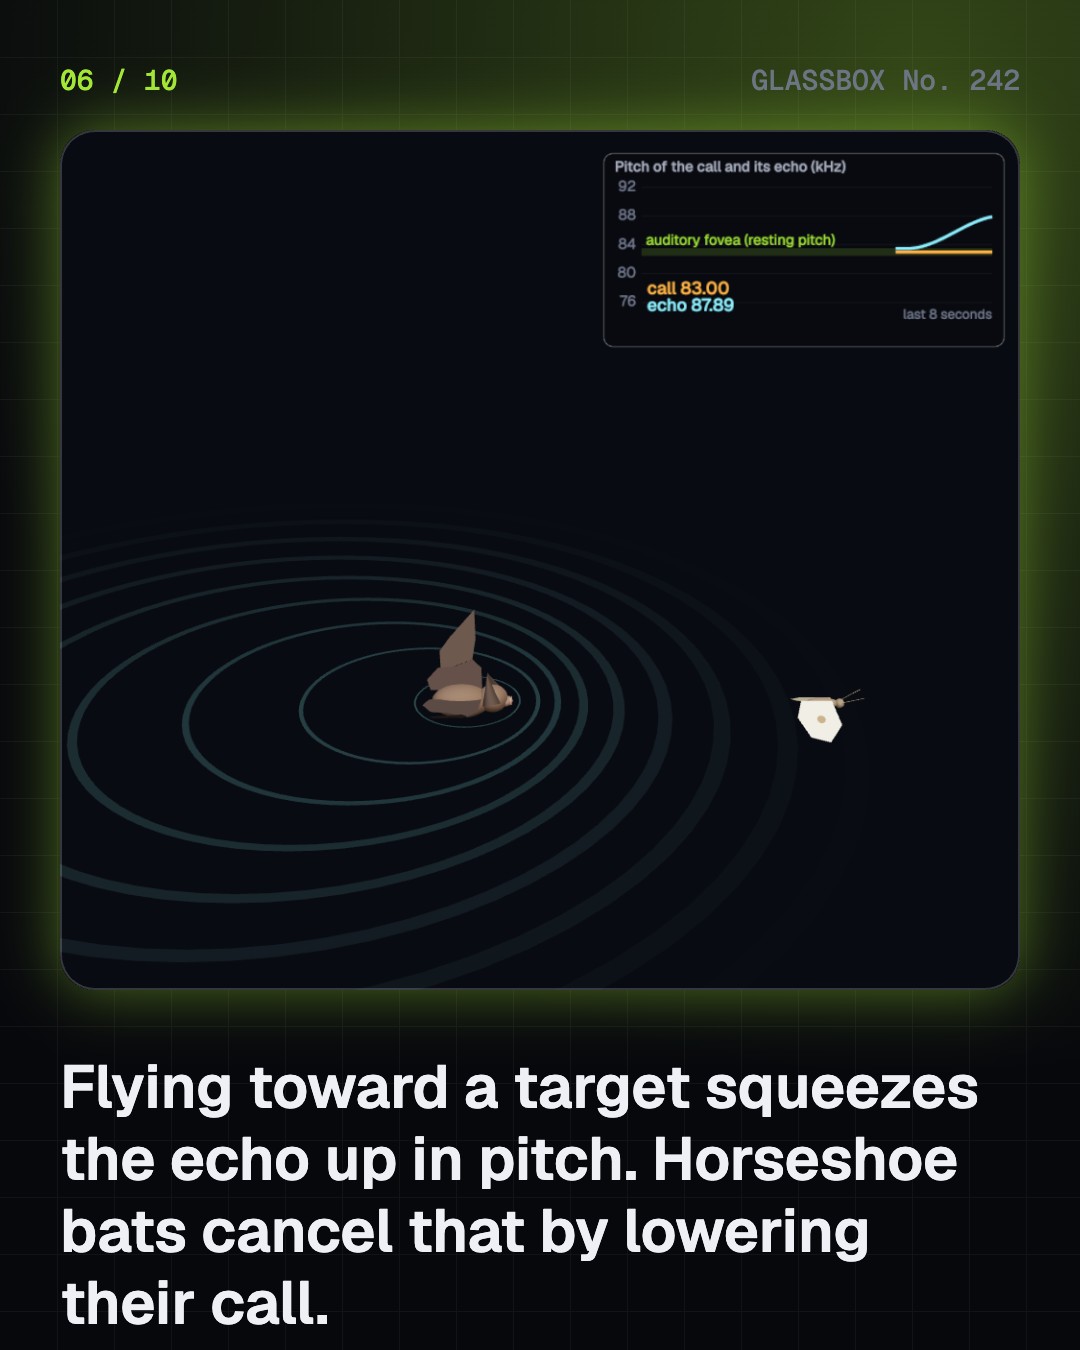 06 / 10
GLASSBOX No. 242
Pitch of the call and its echo (kHz)
92
88
84
auditory fovea (resting pitch)
80
76
call 83.00
echo 87.89
last 8 seconds
Flying toward a target squeezes
the echo up in pitch. Horseshoe
bats cancel that by lowering
their call.